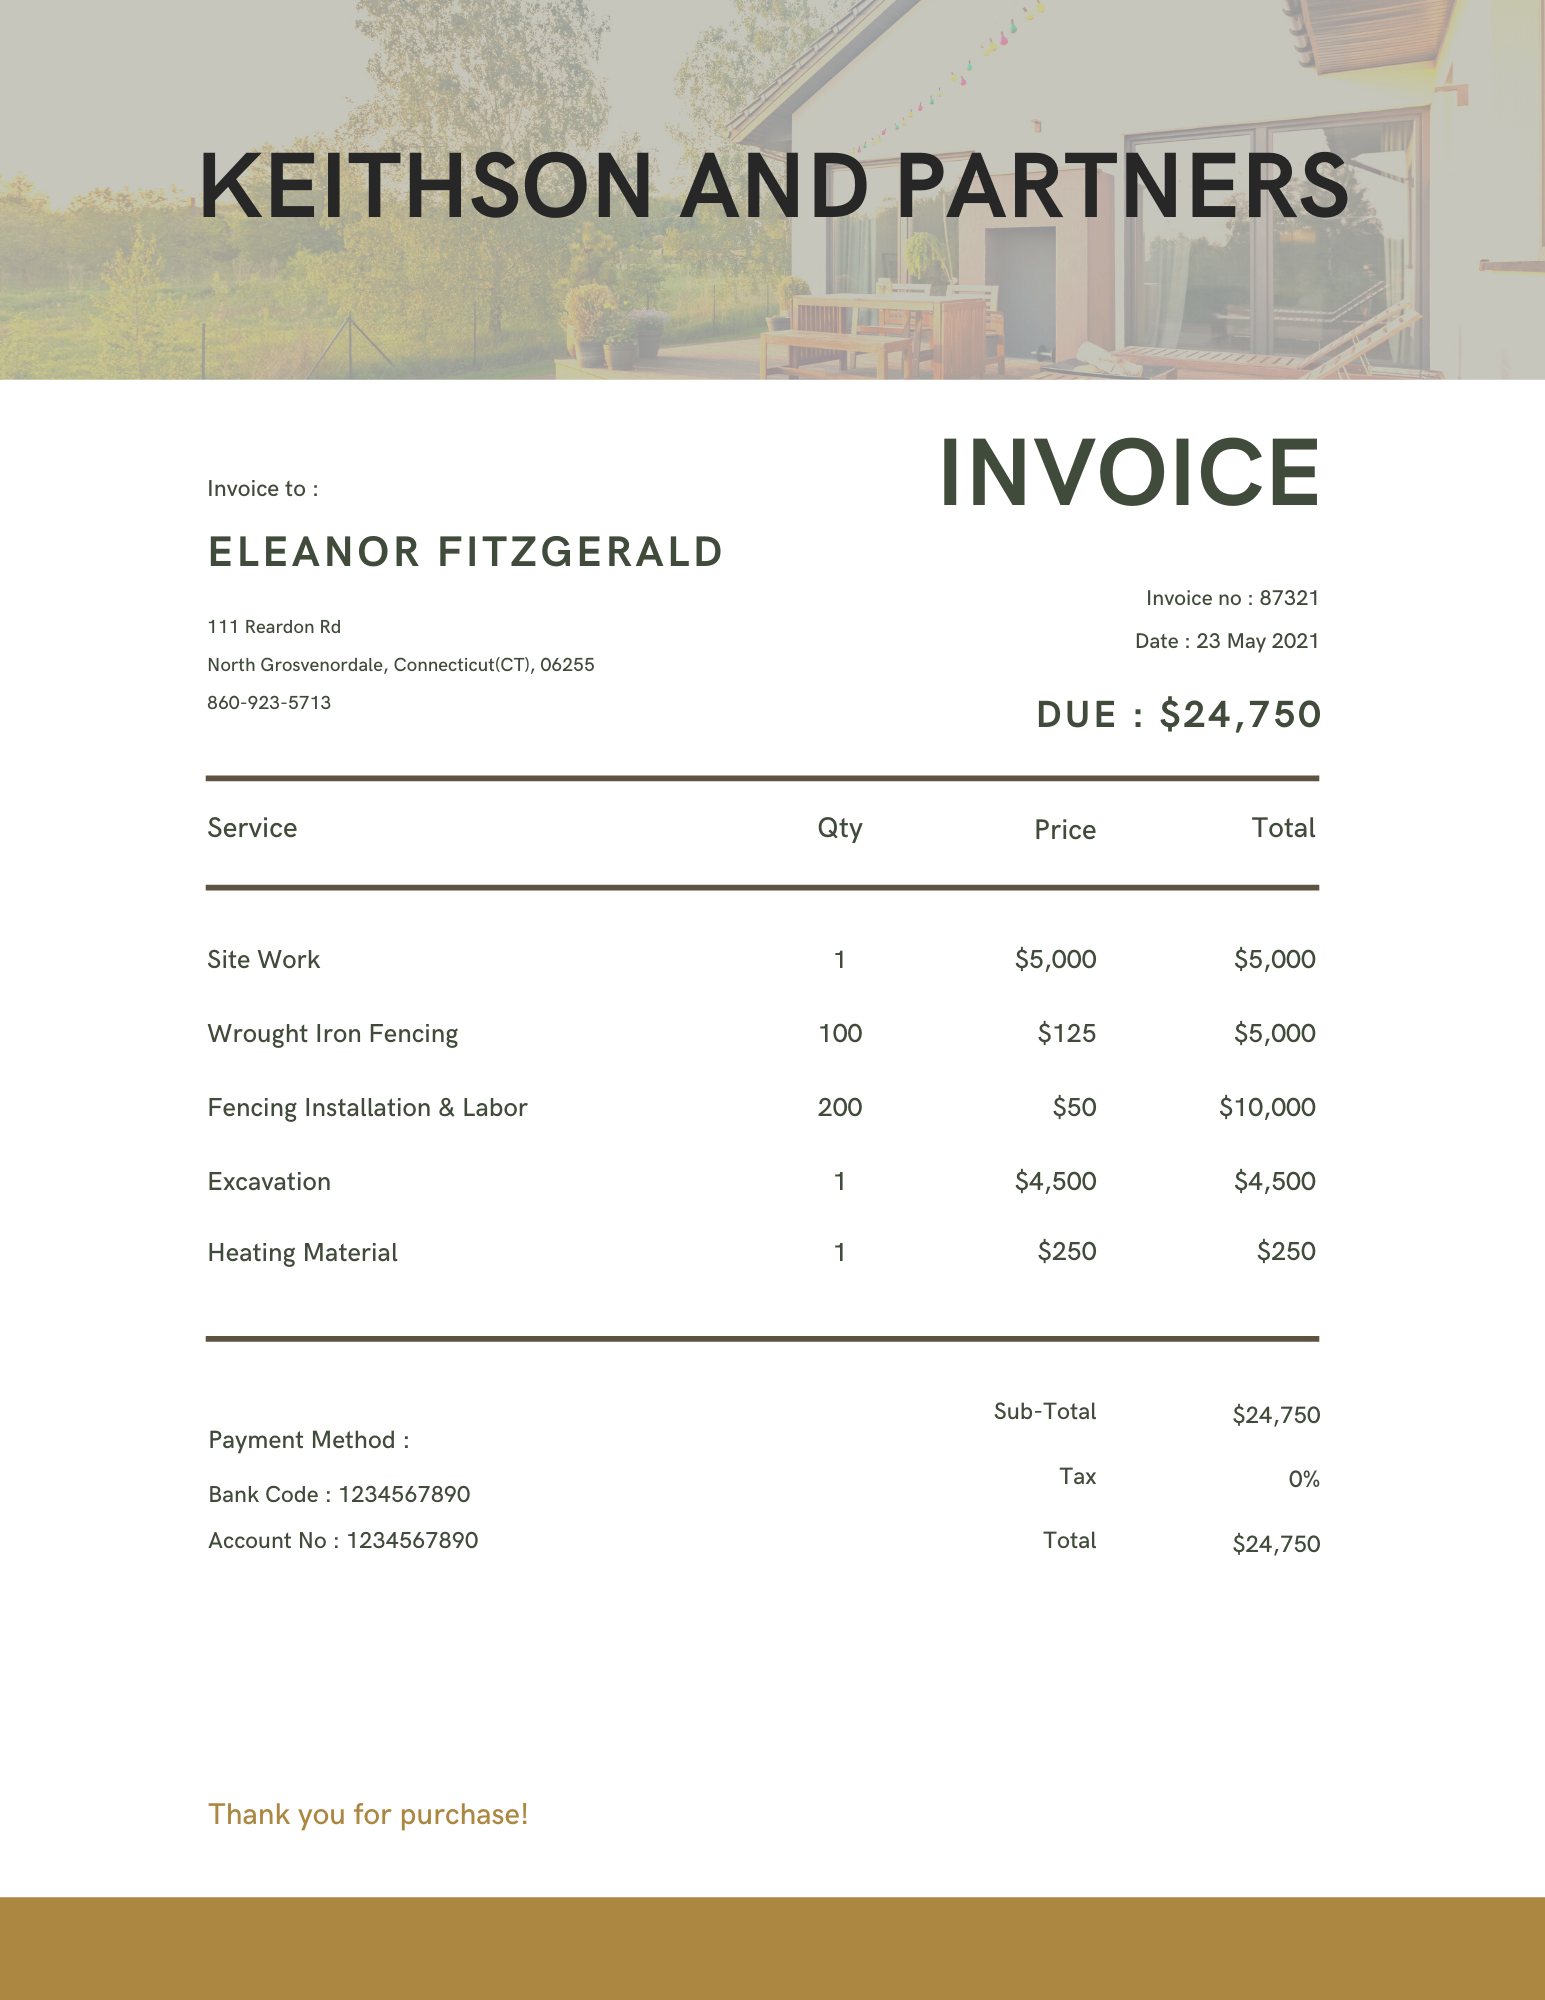 KEITHSON AND PARTNERS
INVOICE
Invoice to :
ELEANOR FITZGERALD
111 Reardon Rd
North Grosvenordale, Connecticut(CT), 06255
860-923-5713
Invoice no : 87321
Date : 23 May 2021
DUE : $24,750
Service Qty Price Total
Site Work 1 $5,000 $5,000
Wrought Iron Fencing 100 $125 $5,000
Fencing Installation & Labor 200 $50 $10,000
Excavation 1 $4,500 $4,500
Heating Material 1 $250 $250
Sub-Total $24,750
Tax 0%
Total $24,750
Payment Method :
Bank Code : 1234567890
Account No : 1234567890
Thank you for purchase!